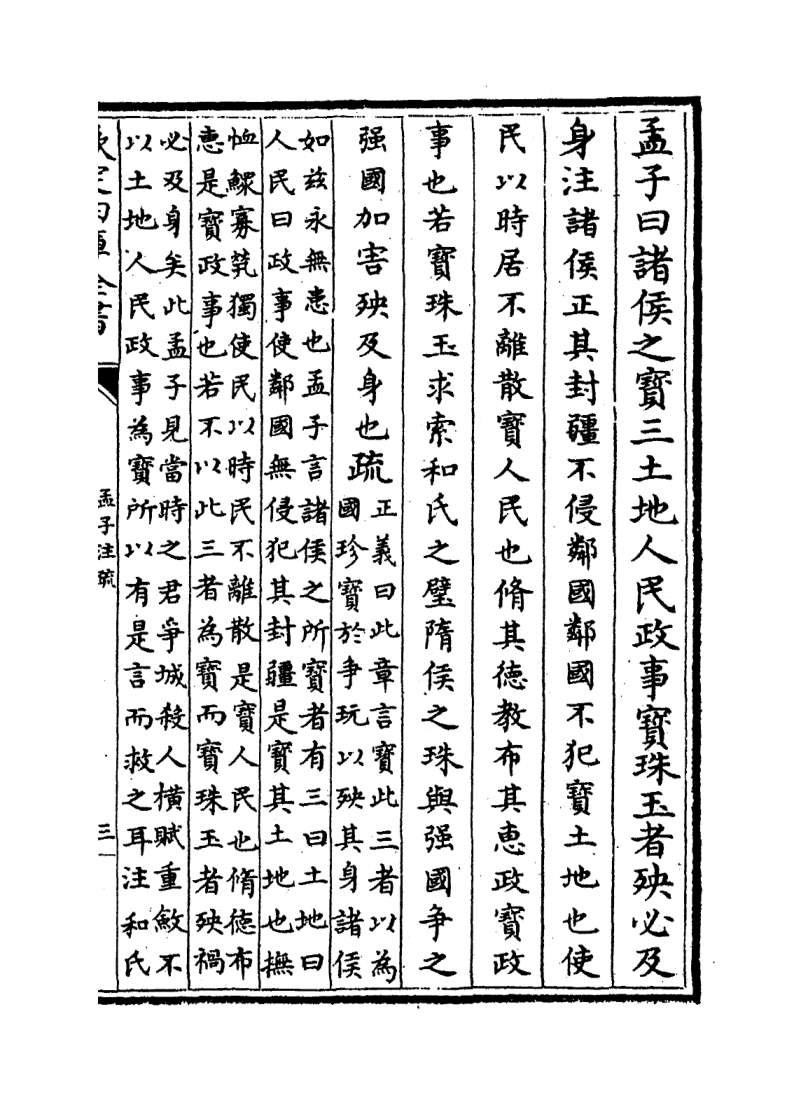 孟子曰諸侯之寶三土地人民政事寶珠玉者殃必及
身注諸侯正其封疆不侵鄰國鄰國不犯寶土地也使
民以時居不離散寶人民也脩其德教布其惠政寶政
事也若寶珠玉求索和氏之璧隋侯之珠與强國爭之
强國加害殃及身也疏
正義曰此章言寶此三者以為
國珍寶於爭玩以殃其身諸侯
如兹永無患也孟子言諸侯之所寶者有三曰土地曰
人民曰政事使鄰國無侵犯其封疆是寶其土地也撫
恤鰥寡煢獨使民以時民不離散是寶人民也脩德布
惠是寶政事也若不以此三者為寶而寶珠玉者殃禍
必及身矣此孟子見當時之君爭城殺人橫賦重斂不
以土地人民政事為寶所以有是言而救之耳注和氏
欽定四庫全書
孟子注疏
三